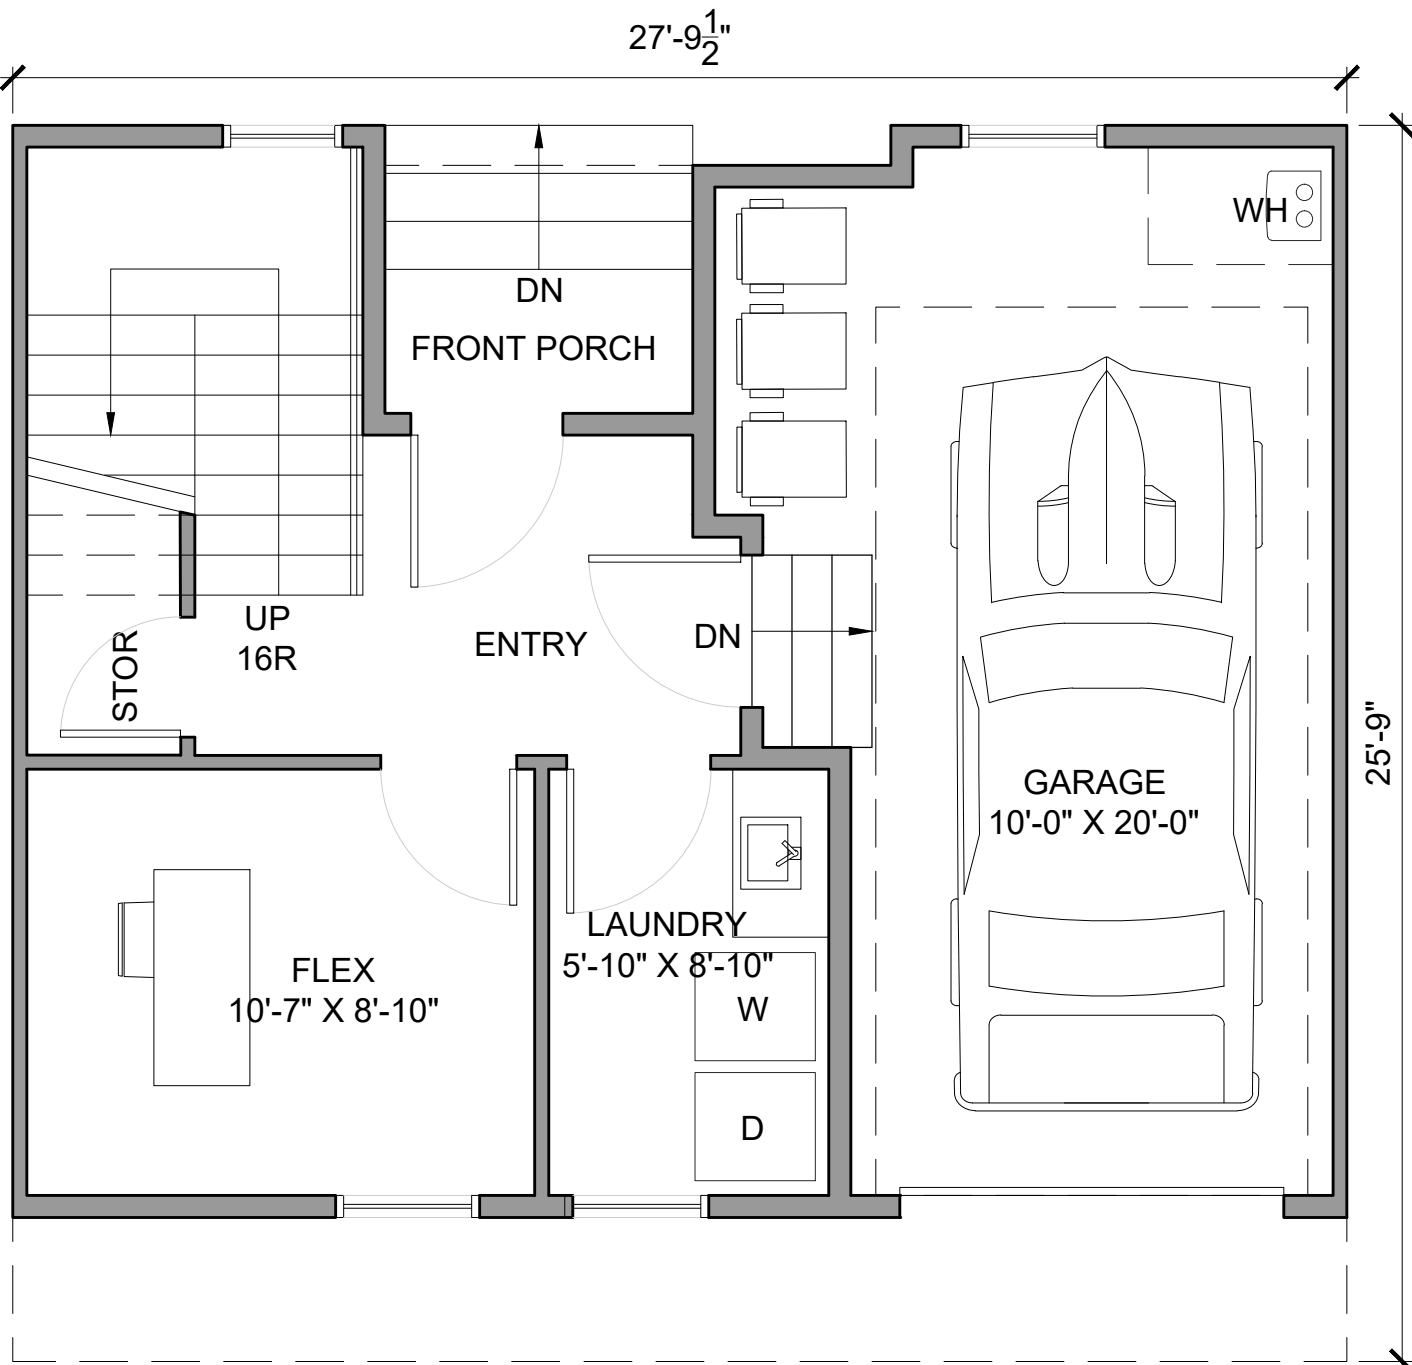 27'-9 1/2"
WH
DN
FRONT PORCH
UP
16R
STOR
ENTRY
DN
25'-9"
GARAGE
10'-0" X 20'-0"
LAUNDRY
5'-10" X 8'-10"
FLEX
10'-7" X 8'-10"
W
D